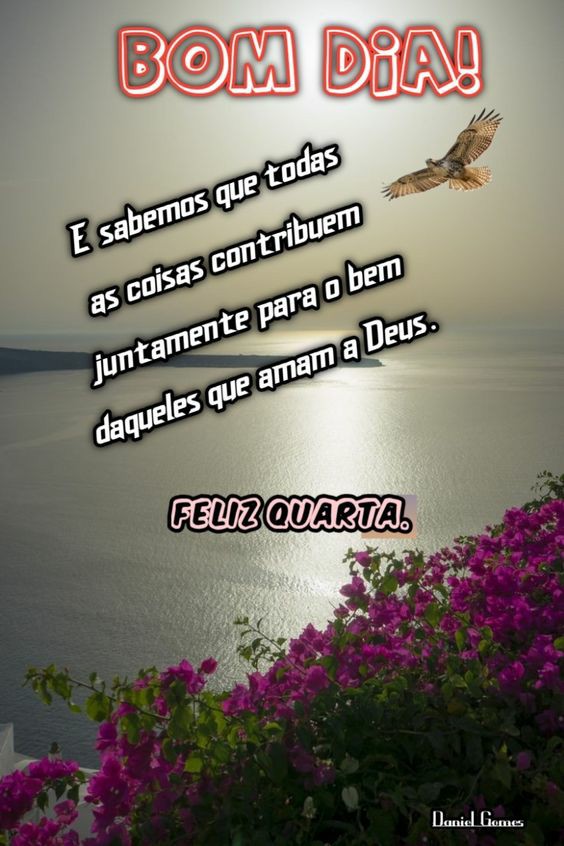 BOM DiA!
E sabemos que todas
as coisas contribuem
juntamente para o bem
daqueles que amam a Deus.
FELIZ QUARTA.
Daniel Gomes